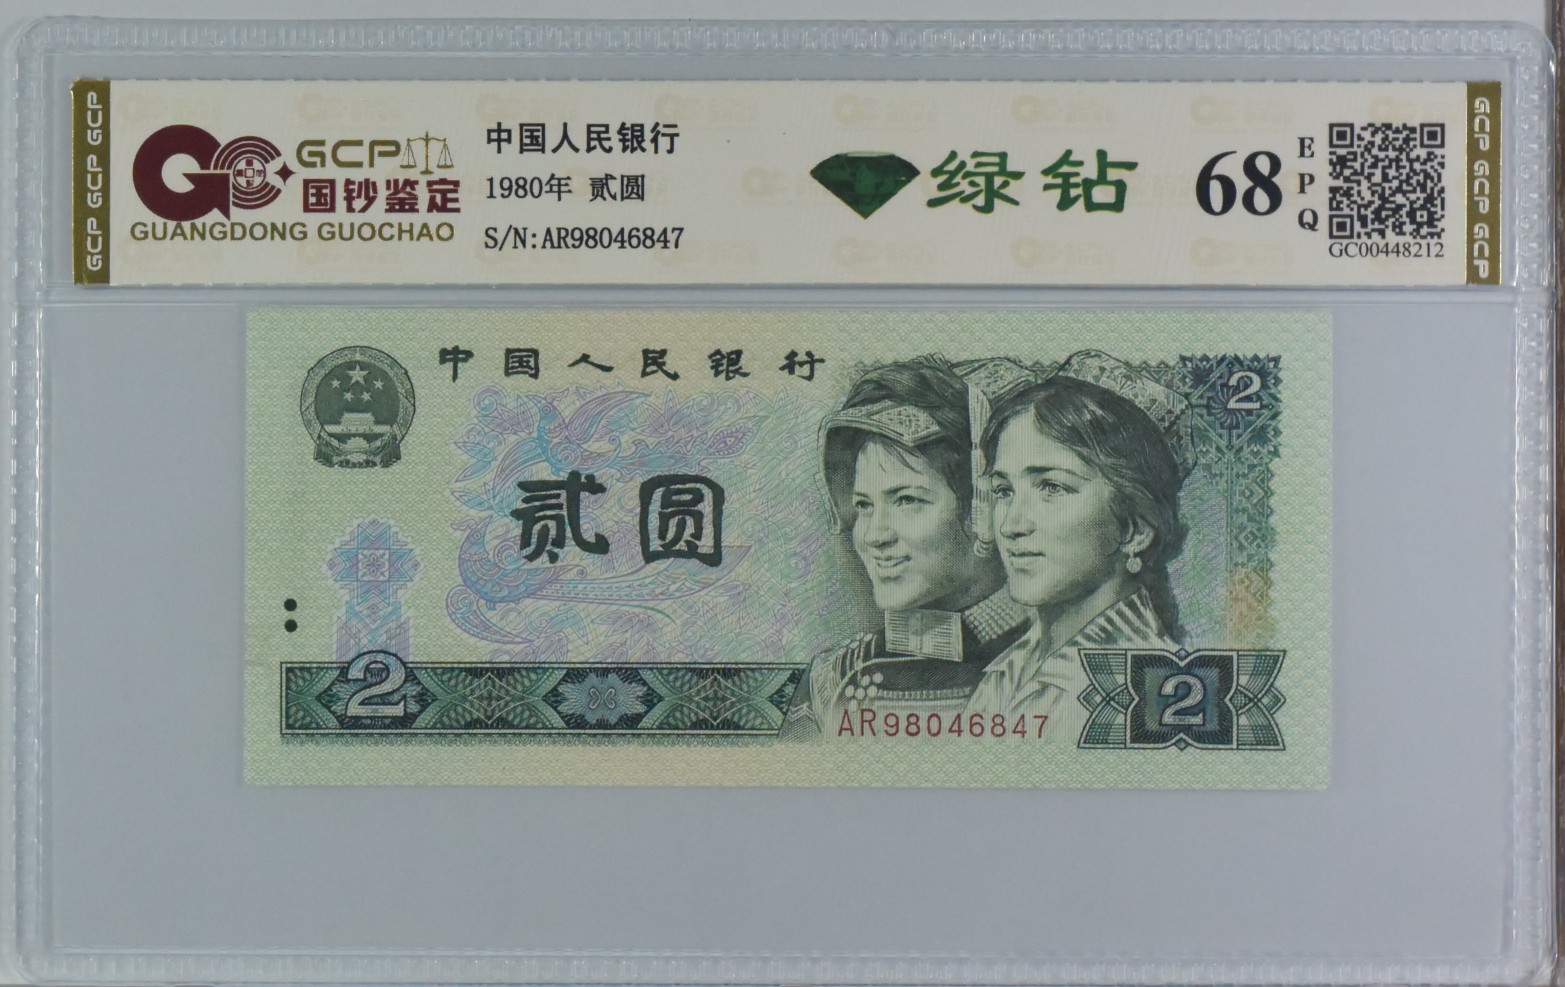 GCP GCP GCP
GCP
国钞鉴定
GUANGDONG GUOCHAO
中国人民银行
1980年 贰圆
S/N:AR98046847
绿钻
68
EPQ
GC00448212
GCP GCP GCP
中国人民银行
2
贰圆
2
AR98046847
2